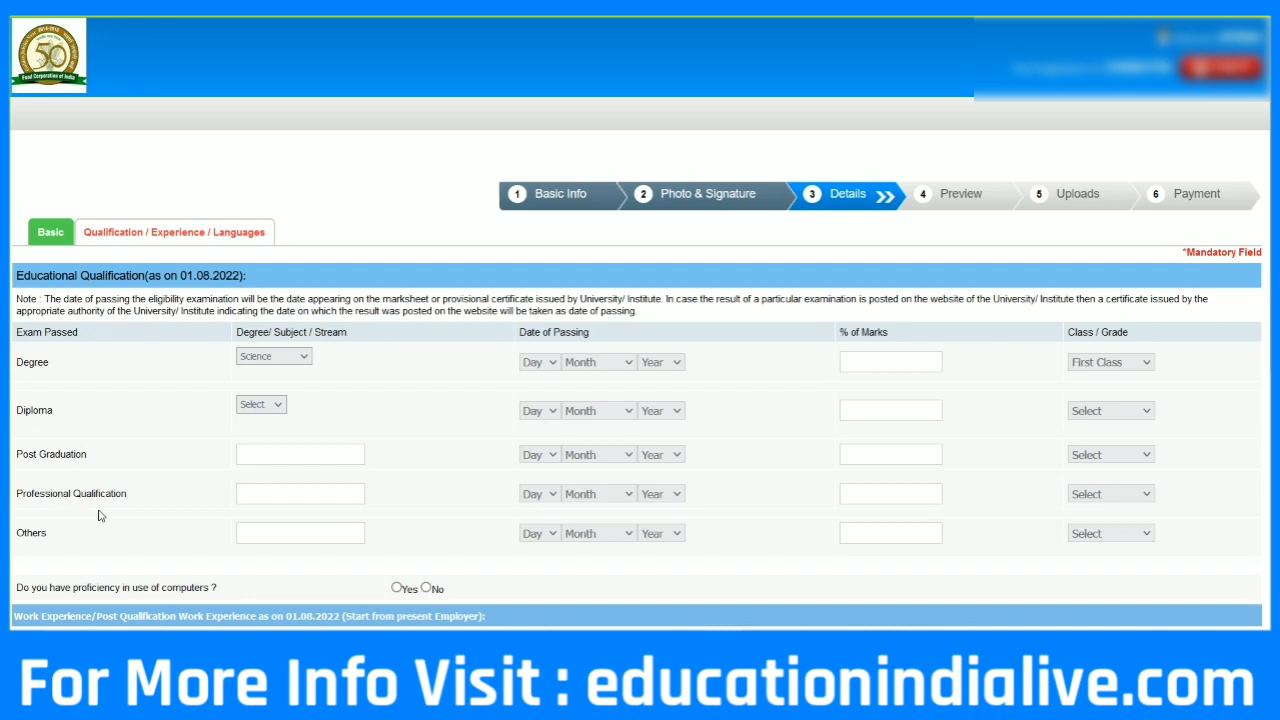 50
Food Corporation of India
1 Basic Info 2 Photo & Signature 3 Details 4 Preview 5 Uploads 6 Payment
Basic Qualification / Experience / Languages
*Mandatory Field
Educational Qualification(as on 01.08.2022):
Note : The date of passing the eligibility examination will be the date appearing on the marksheet or provisional certificate issued by University/ Institute. In case the result of a particular examination is posted on the website of the University/ Institute then a certificate issued by the
appropriate authority of the University/ Institute indicating the date on which the result was posted on the website will be taken as date of passing.
Exam Passed Degree/ Subject / Stream Date of Passing % of Marks Class / Grade
Degree Science Day Month Year First Class
Diploma Select Day Month Year Select
Post Graduation Day Month Year Select
Professional Qualification Day Month Year Select
Others Day Month Year Select
Do you have proficiency in use of computers ? Yes No
Work Experience/Post Qualification Work Experience as on 01.08.2022 (Start from present Employer):
For More Info Visit : educationindialive.com